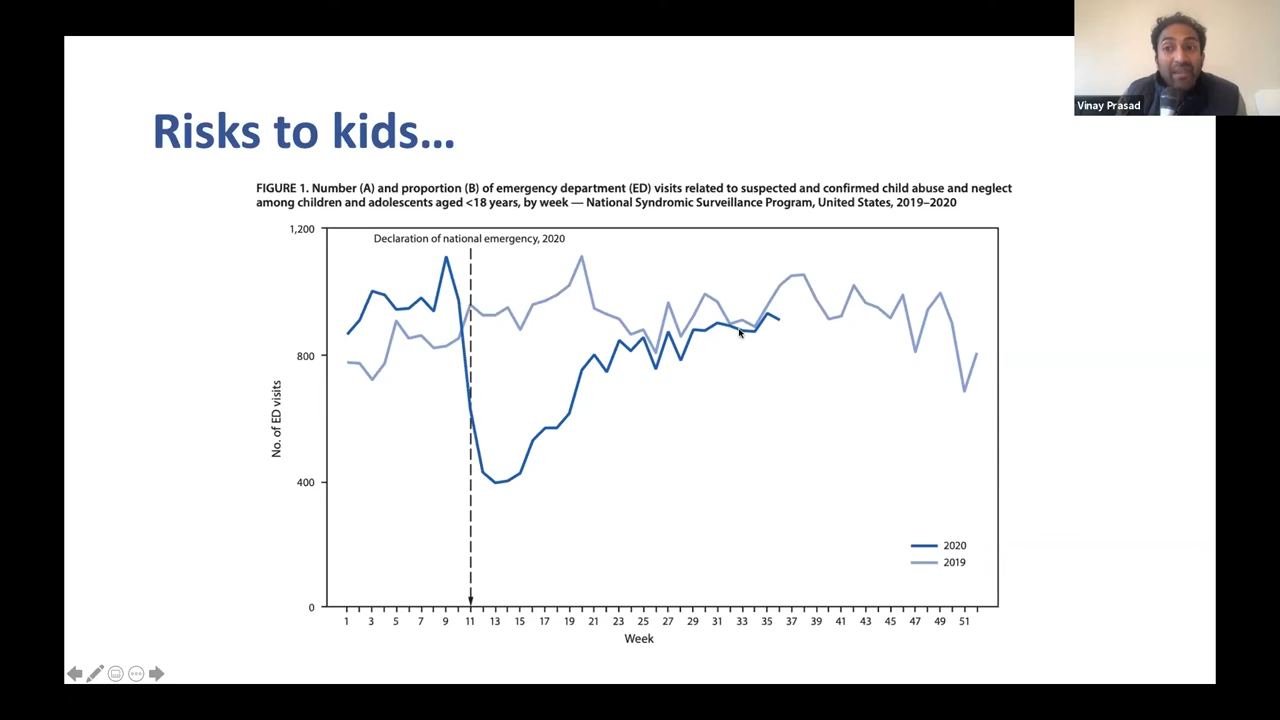 Vinay Prasad
Risks to kids...
FIGURE 1. Number (A) and proportion (B) of emergency department (ED) visits related to suspected and confirmed child abuse and neglect
among children and adolescents aged <18 years, by week — National Syndromic Surveillance Program, United States, 2019–2020
1,200
Declaration of national emergency, 2020
800
No. of ED visits
400
2020
2019
0
1 3 5 7 9 11 13 15 17 19 21 23 25 27 29 31 33 35 37 39 41 43 45 47 49 51
Week